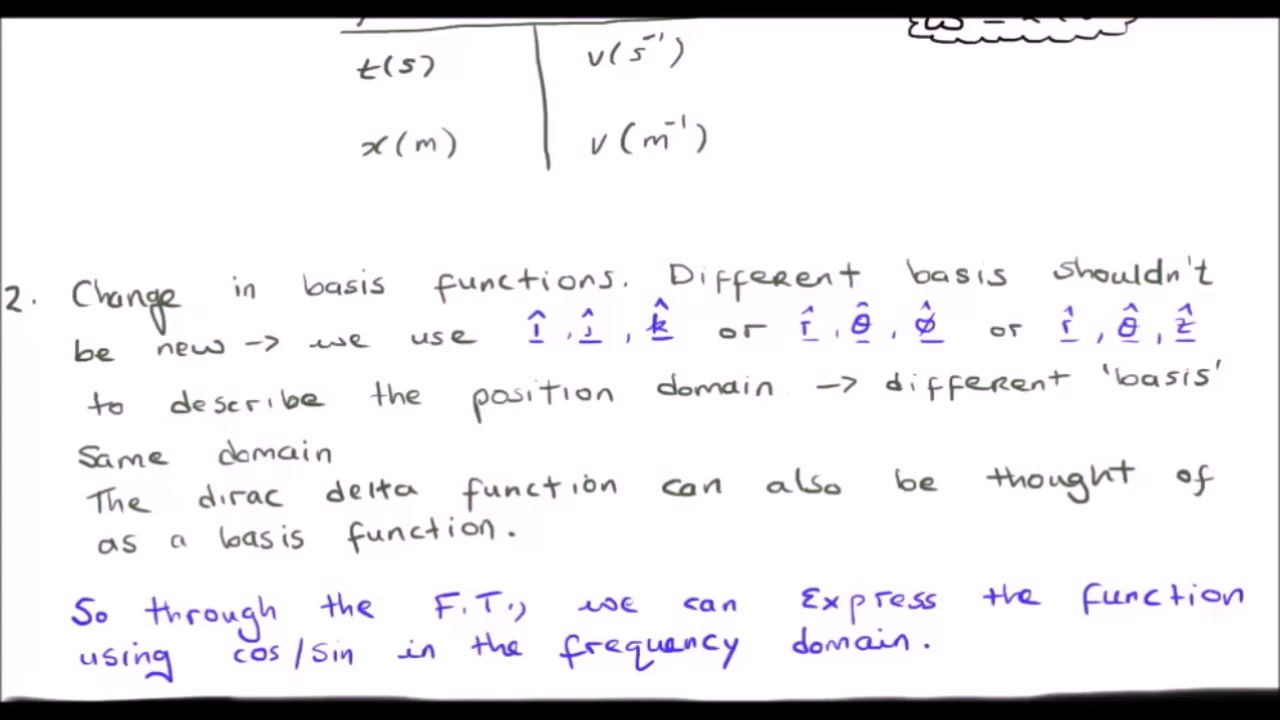 t(s) ν(s⁻¹)
x(m) ν(m⁻¹)
2. Change in basis functions. Different basis shouldn't
be new -> we use î, ĵ, k̂ or r̂, θ̂, φ̂ or r̂, θ̂, ẑ
to describe the position domain -> different 'basis'
Same domain
The dirac delta function can also be thought of
as a basis function.
So through the F.T., we can Express the function
using cos/sin in the frequency domain.